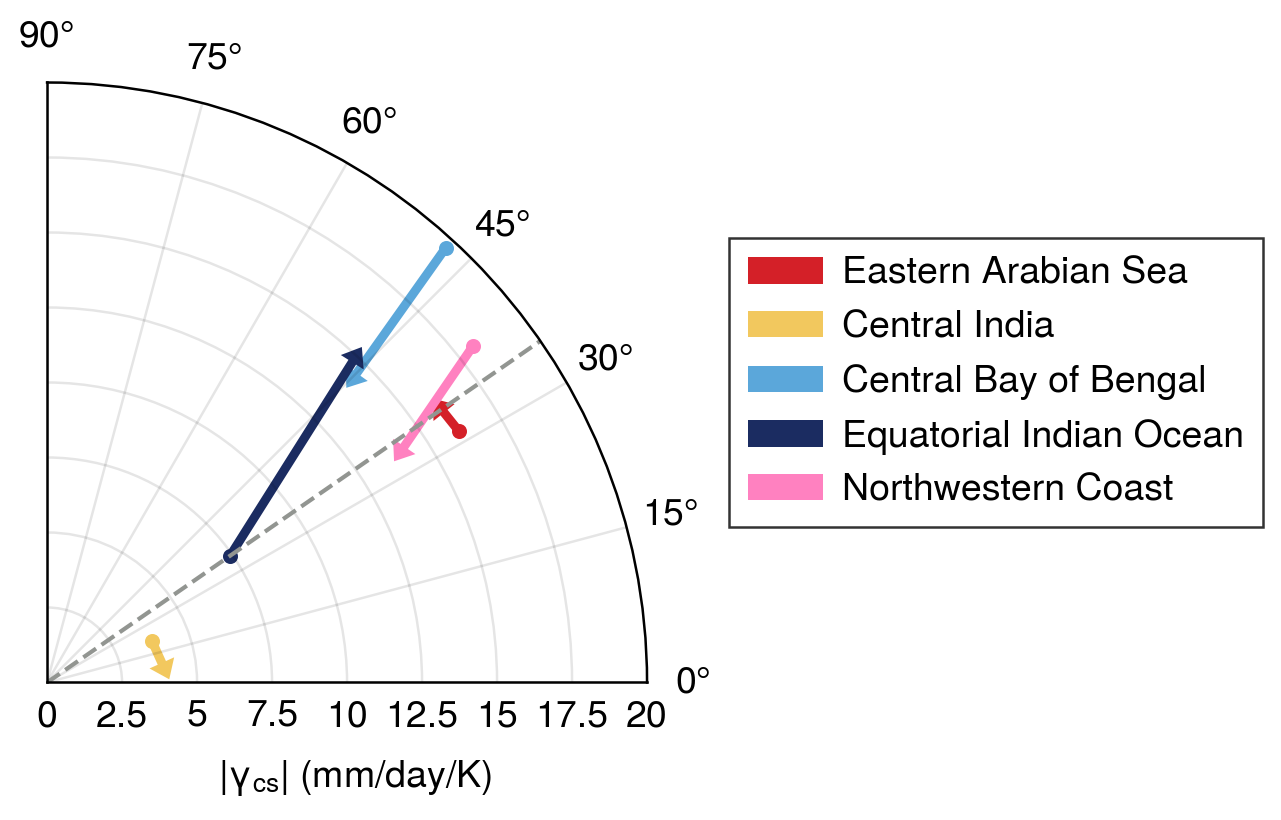 90°
75°
60°
45°
30°
15°
0°
0 2.5 5 7.5 10 12.5 15 17.5 20
|γcs| (mm/day/K)
Eastern Arabian Sea
Central India
Central Bay of Bengal
Equatorial Indian Ocean
Northwestern Coast